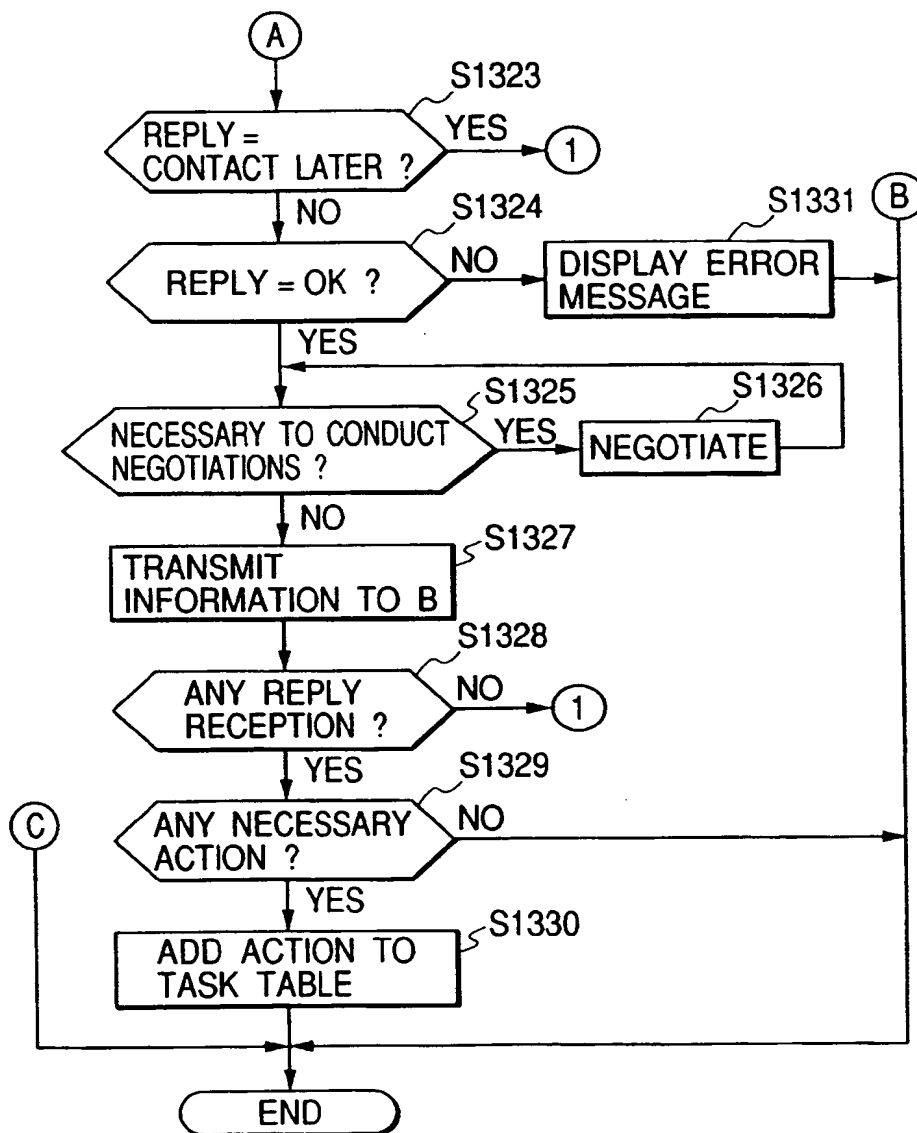 A
S1323
REPLY =
CONTACT LATER ?
YES
1
NO
B
S1324
REPLY = OK ?
NO
S1331
DISPLAY ERROR
MESSAGE
YES
S1325
NECESSARY TO CONDUCT
NEGOTIATIONS ?
YES
S1326
NEGOTIATE
NO
S1327
TRANSMIT
INFORMATION TO B
S1328
ANY REPLY
RECEPTION ?
NO
1
YES
S1329
C
ANY NECESSARY
ACTION ?
NO
YES
S1330
ADD ACTION TO
TASK TABLE
END